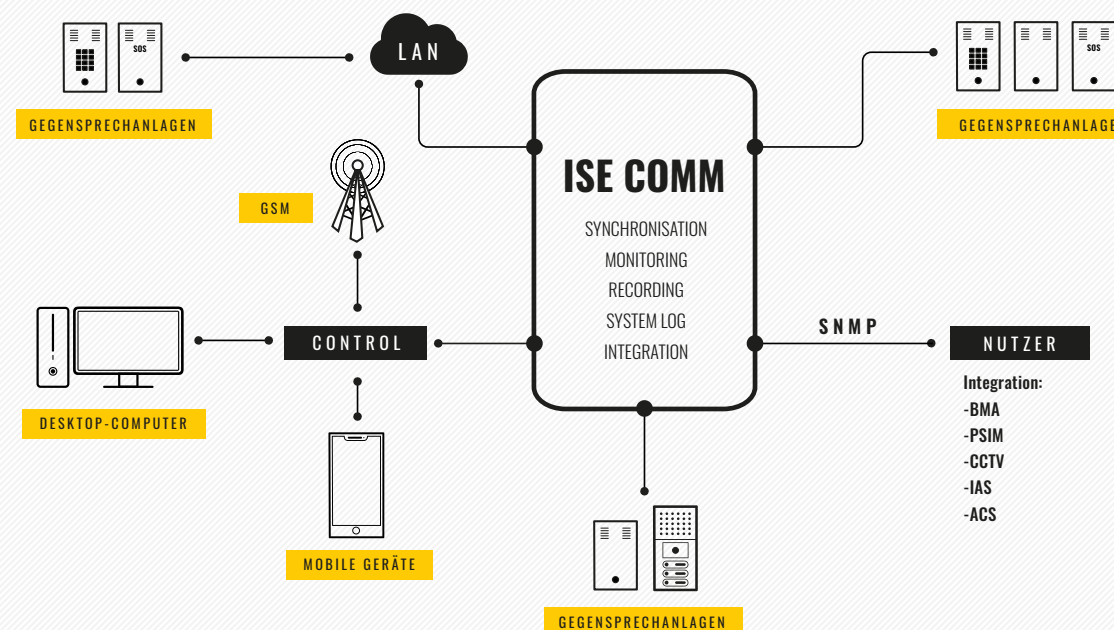 LAN
SOS
SOS
GEGENSPRECHANLAGEN
GEGENSPRECHANLAGE
ISE COMM
GSM
SYNCHRONISATION
MONITORING
RECORDING
SYSTEM LOG
INTEGRATION
SNMP
CONTROL
NUTZER
Integration:
-BMA
-PSIM
-CCTV
-IAS
-ACS
DESKTOP-COMPUTER
MOBILE GERÄTE
GEGENSPRECHANLAGEN